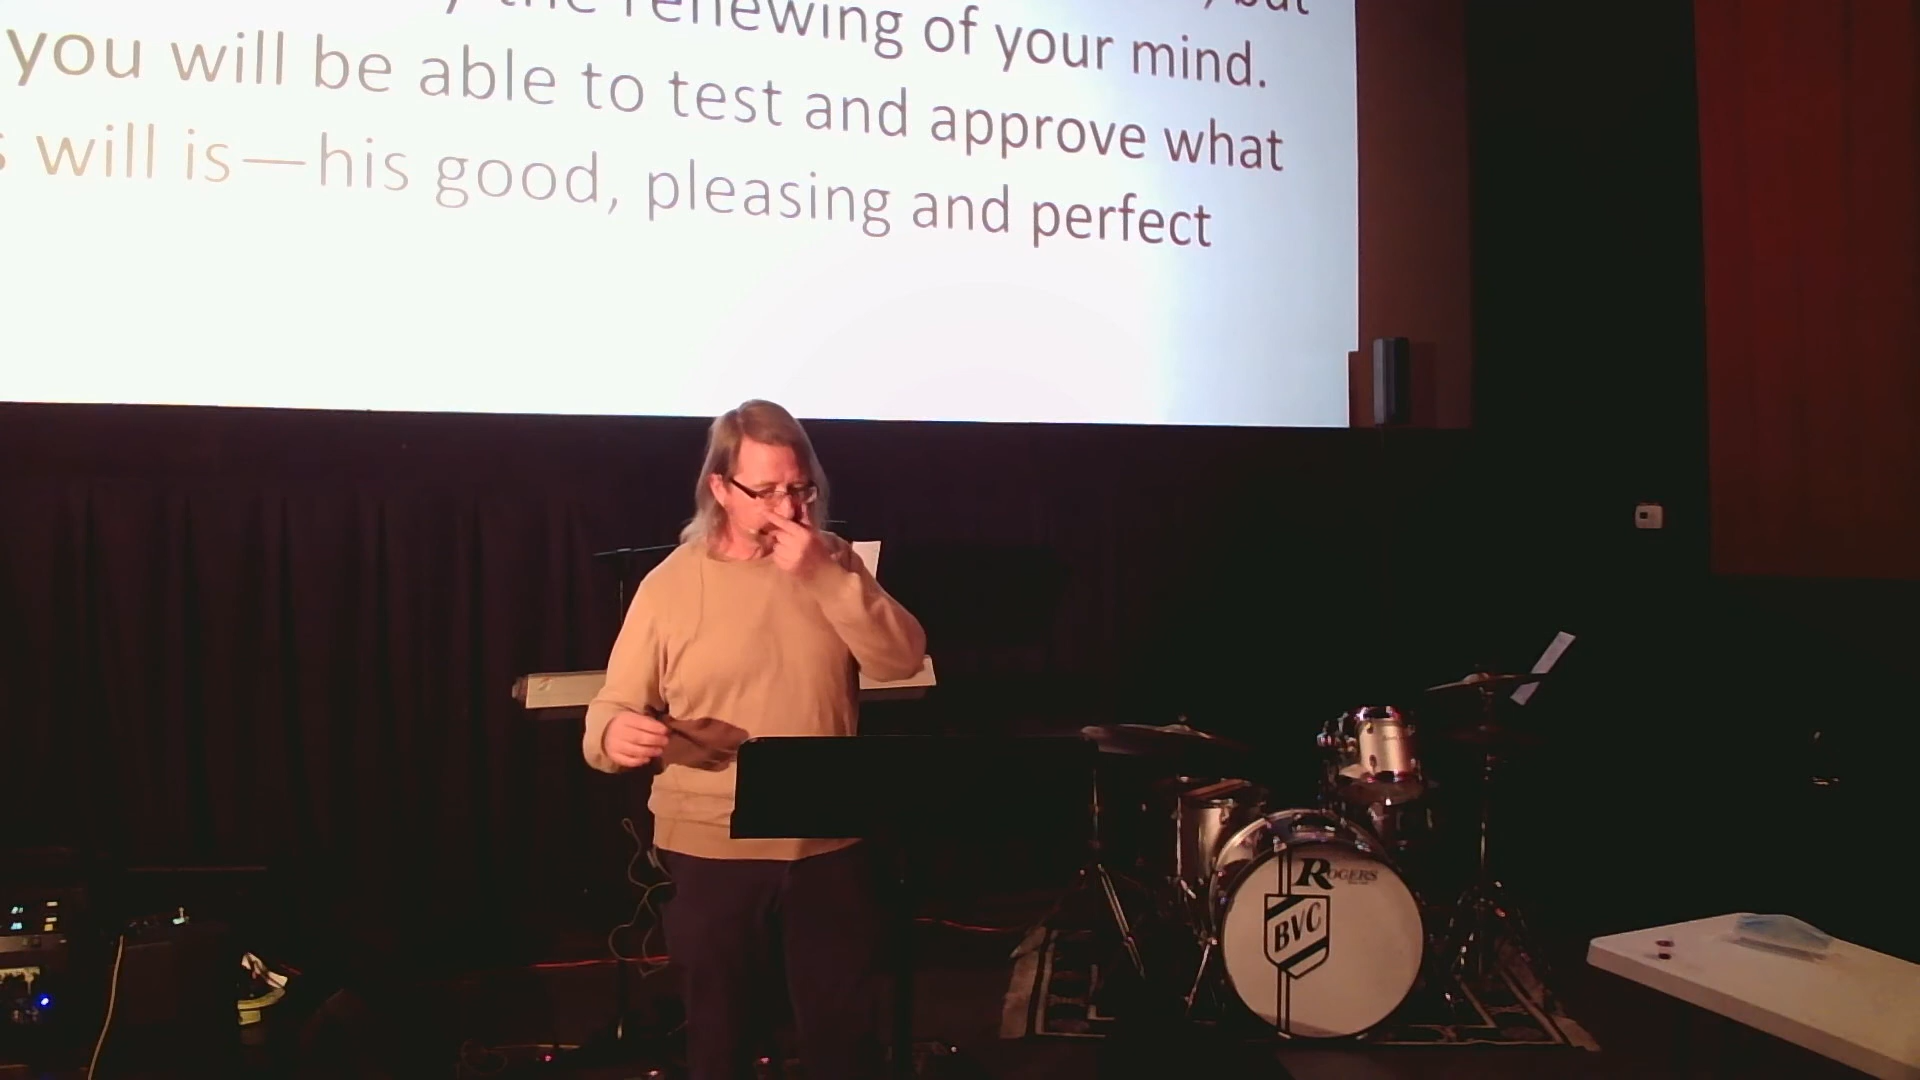 but
the renewing of your mind.
you will be able to test and approve what
will is—his good, pleasing and perfect
ROGERS
BVC